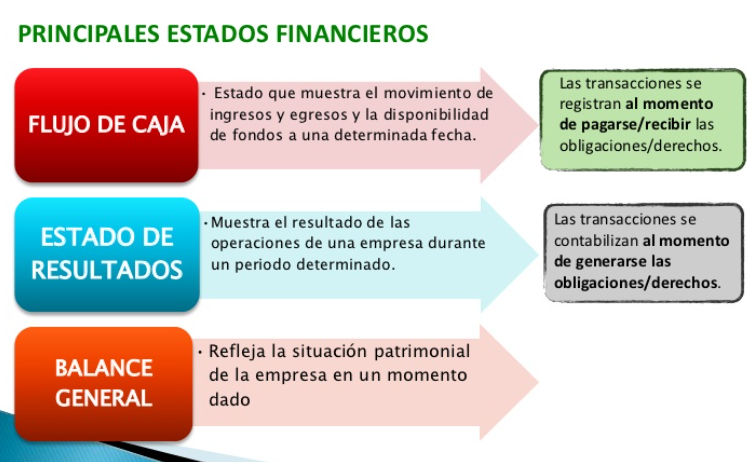 PRINCIPALES ESTADOS FINANCIEROS
FLUJO DE CAJA
• Estado que muestra el movimiento de
ingresos y egresos y la disponibilidad
de fondos a una determinada fecha.
Las transacciones se
registran al momento
de pagarse/recibir las
obligaciones/derechos.
ESTADO DE
RESULTADOS
•Muestra el resultado de las
operaciones de una empresa durante
un periodo determinado.
Las transacciones se
contabilizan al momento
de generarse las
obligaciones/derechos.
BALANCE
GENERAL
• Refleja la situación patrimonial
de la empresa en un momento
dado